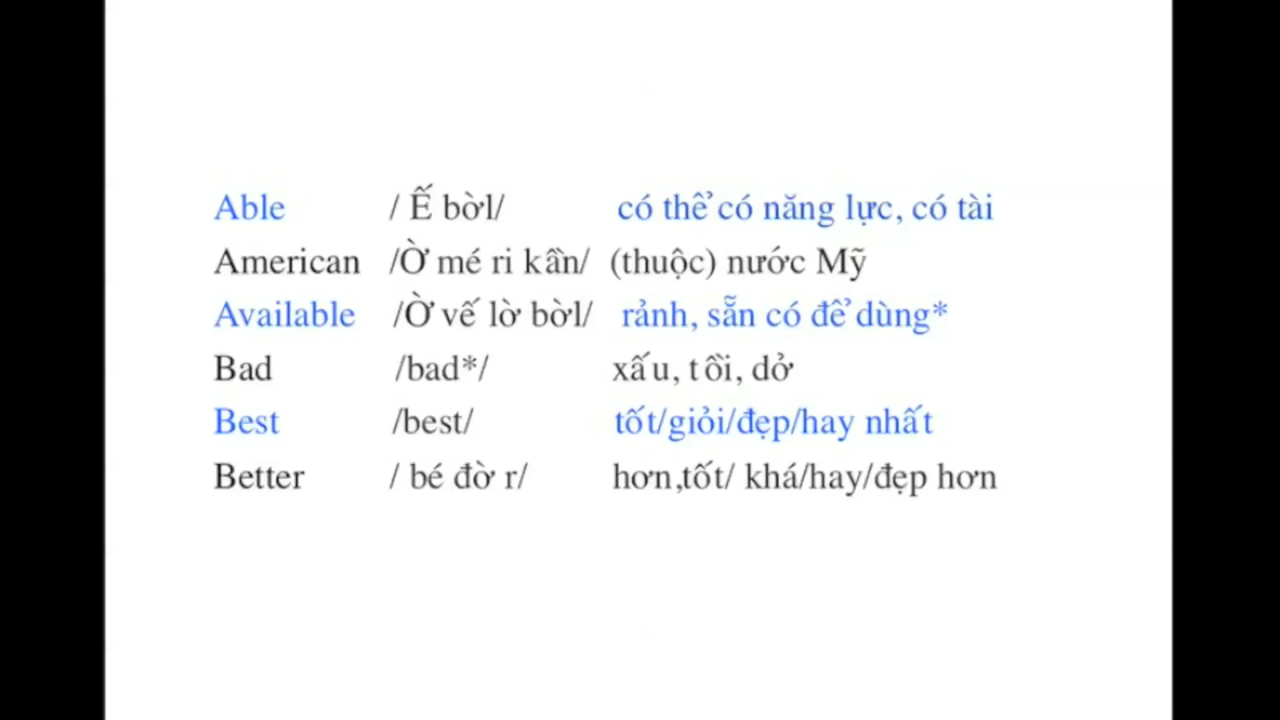 Able / Ế bờl/ có thể có năng lực, có tài
American /Ờ mé ri kần/ (thuộc) nước Mỹ
Available /Ờ vế lờ bờl/ rảnh, sẵn có để dùng*
Bad /bad*/ xấu, tồi, dở
Best /best/ tốt/giỏi/đẹp/hay nhất
Better / bé đờ r/ hơn,tốt/ khá/hay/đẹp hơn